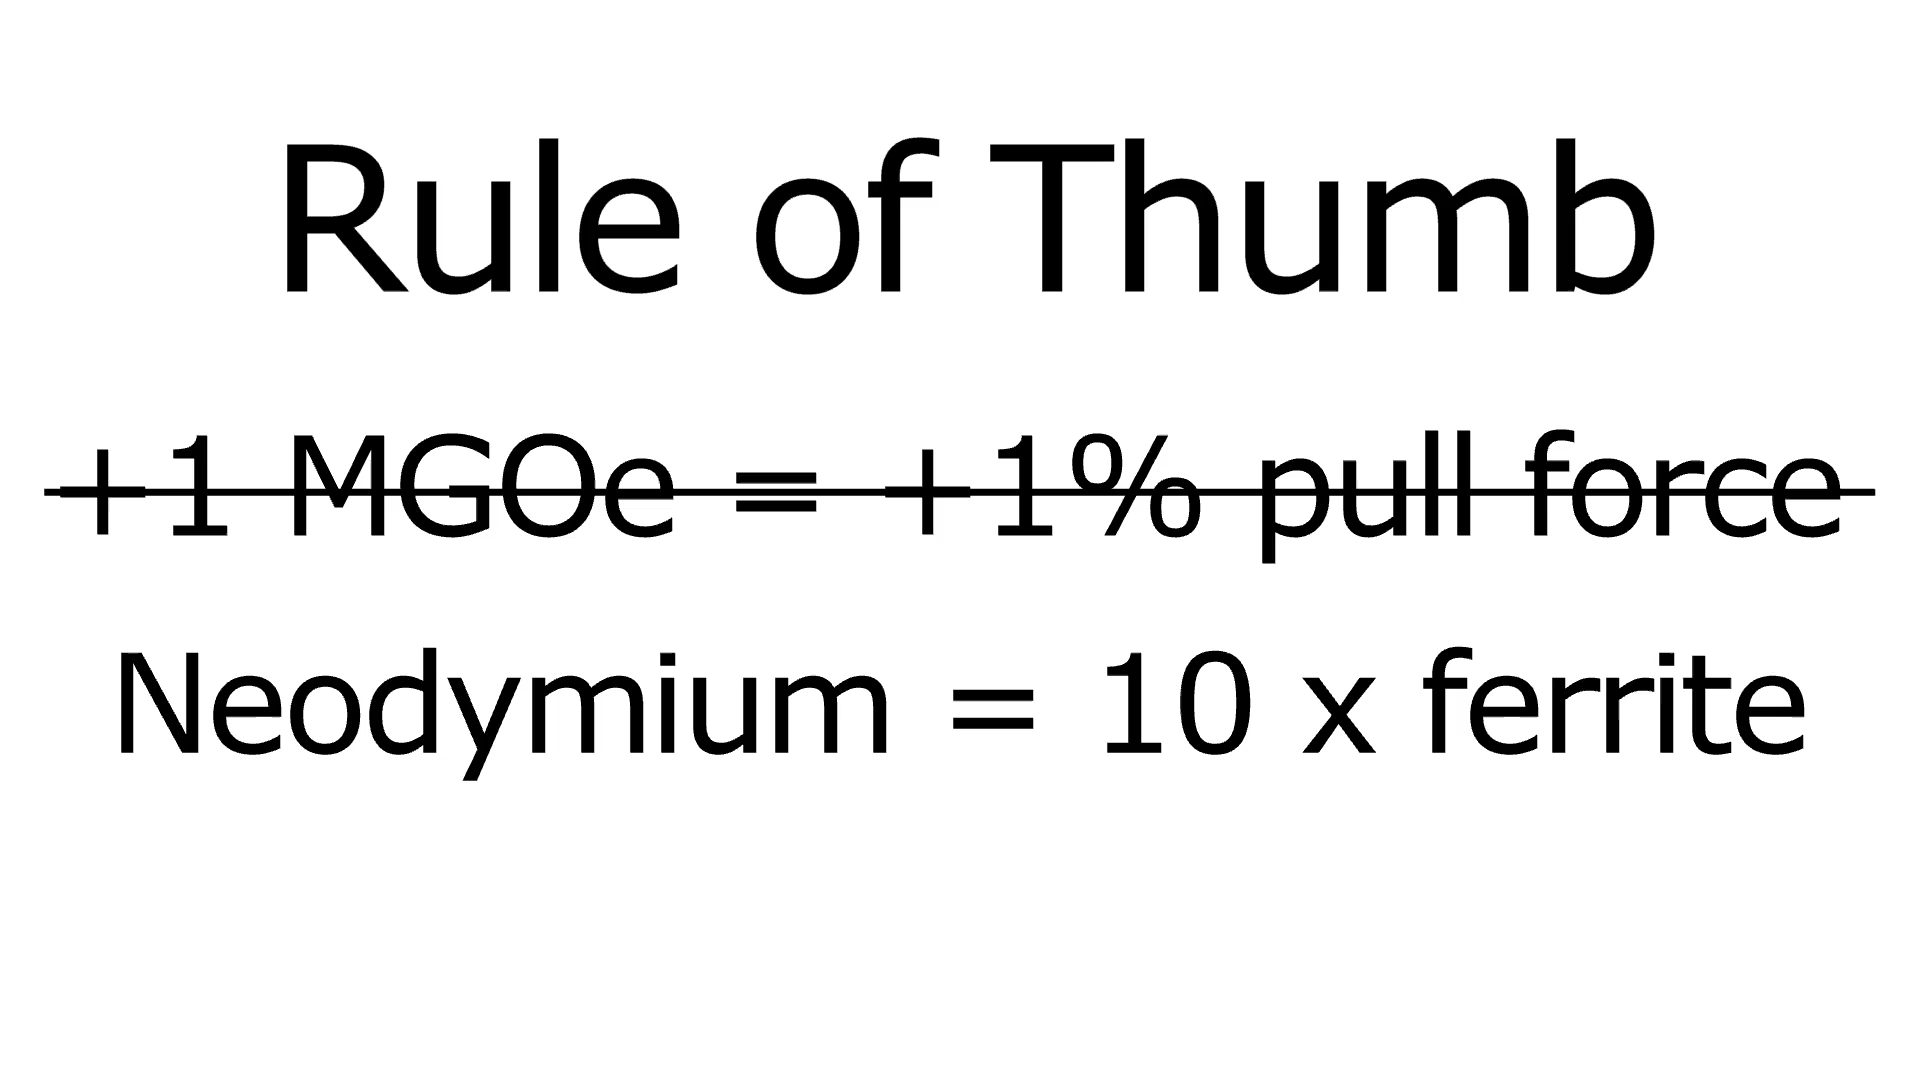 Rule of Thumb
+1 MGOe = +1% pull force
Neodymium = 10 x ferrite